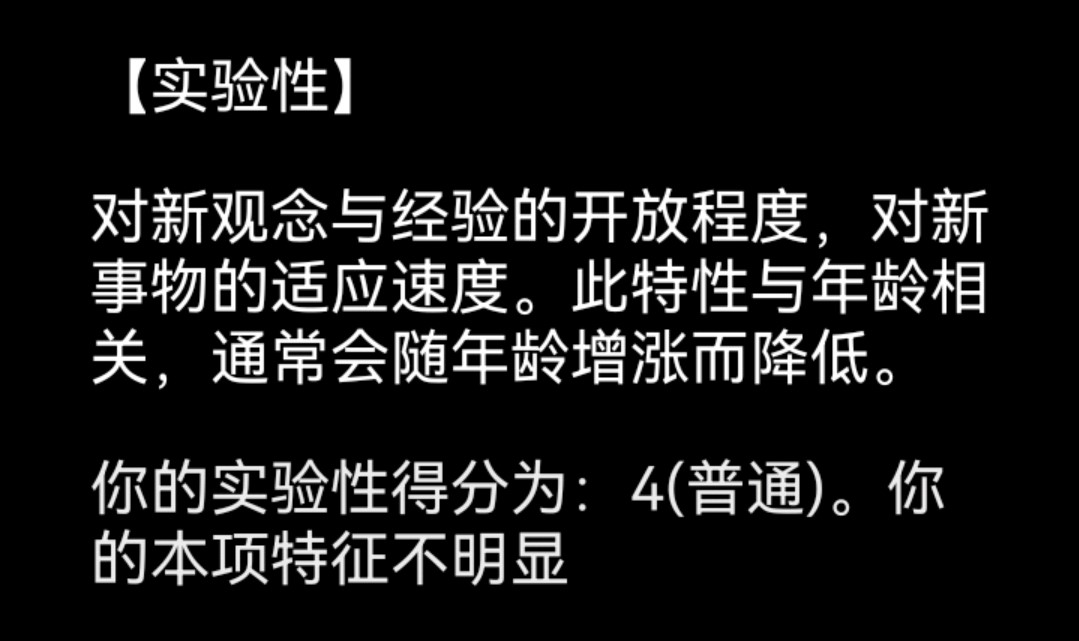 【实验性】
对新观念与经验的开放程度，对新
事物的适应速度。此特性与年龄相
关，通常会随年龄增涨而降低。
你的实验性得分为：4(普通)。你
的本项特征不明显